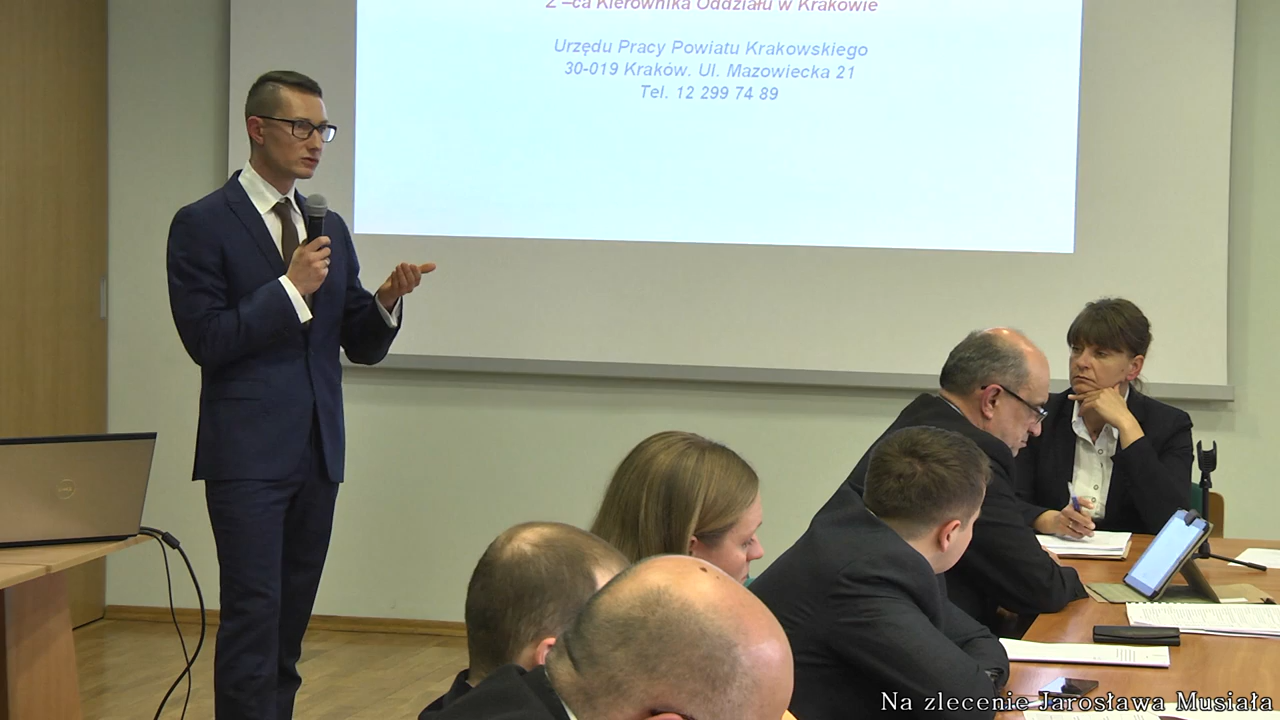 Z –ca Kierownika Oddziału w Krakowie
Urzędu Pracy Powiatu Krakowskiego
30-019 Kraków. Ul. Mazowiecka 21
Tel. 12 299 74 89
DELL
Na zlecenie Jarosława Musiała